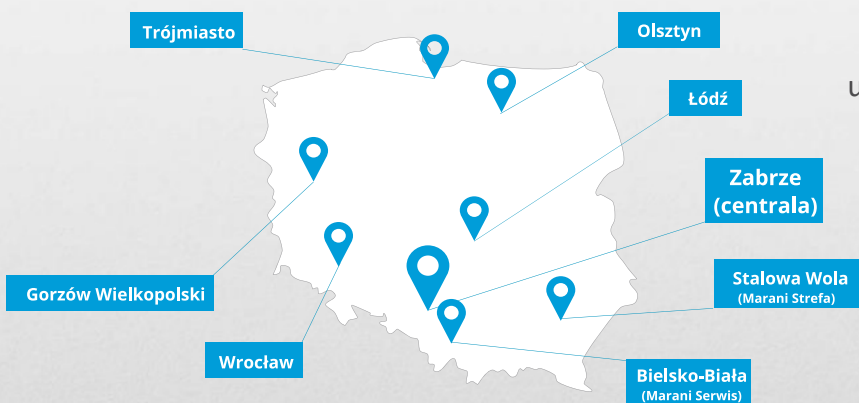 Trójmiasto
Olsztyn
u
Łódź
Zabrze
(centrala)
Gorzów Wielkopolski
Stalowa Wola
(Marani Strefa)
Wrocław
Bielsko-Biała
(Marani Serwis)